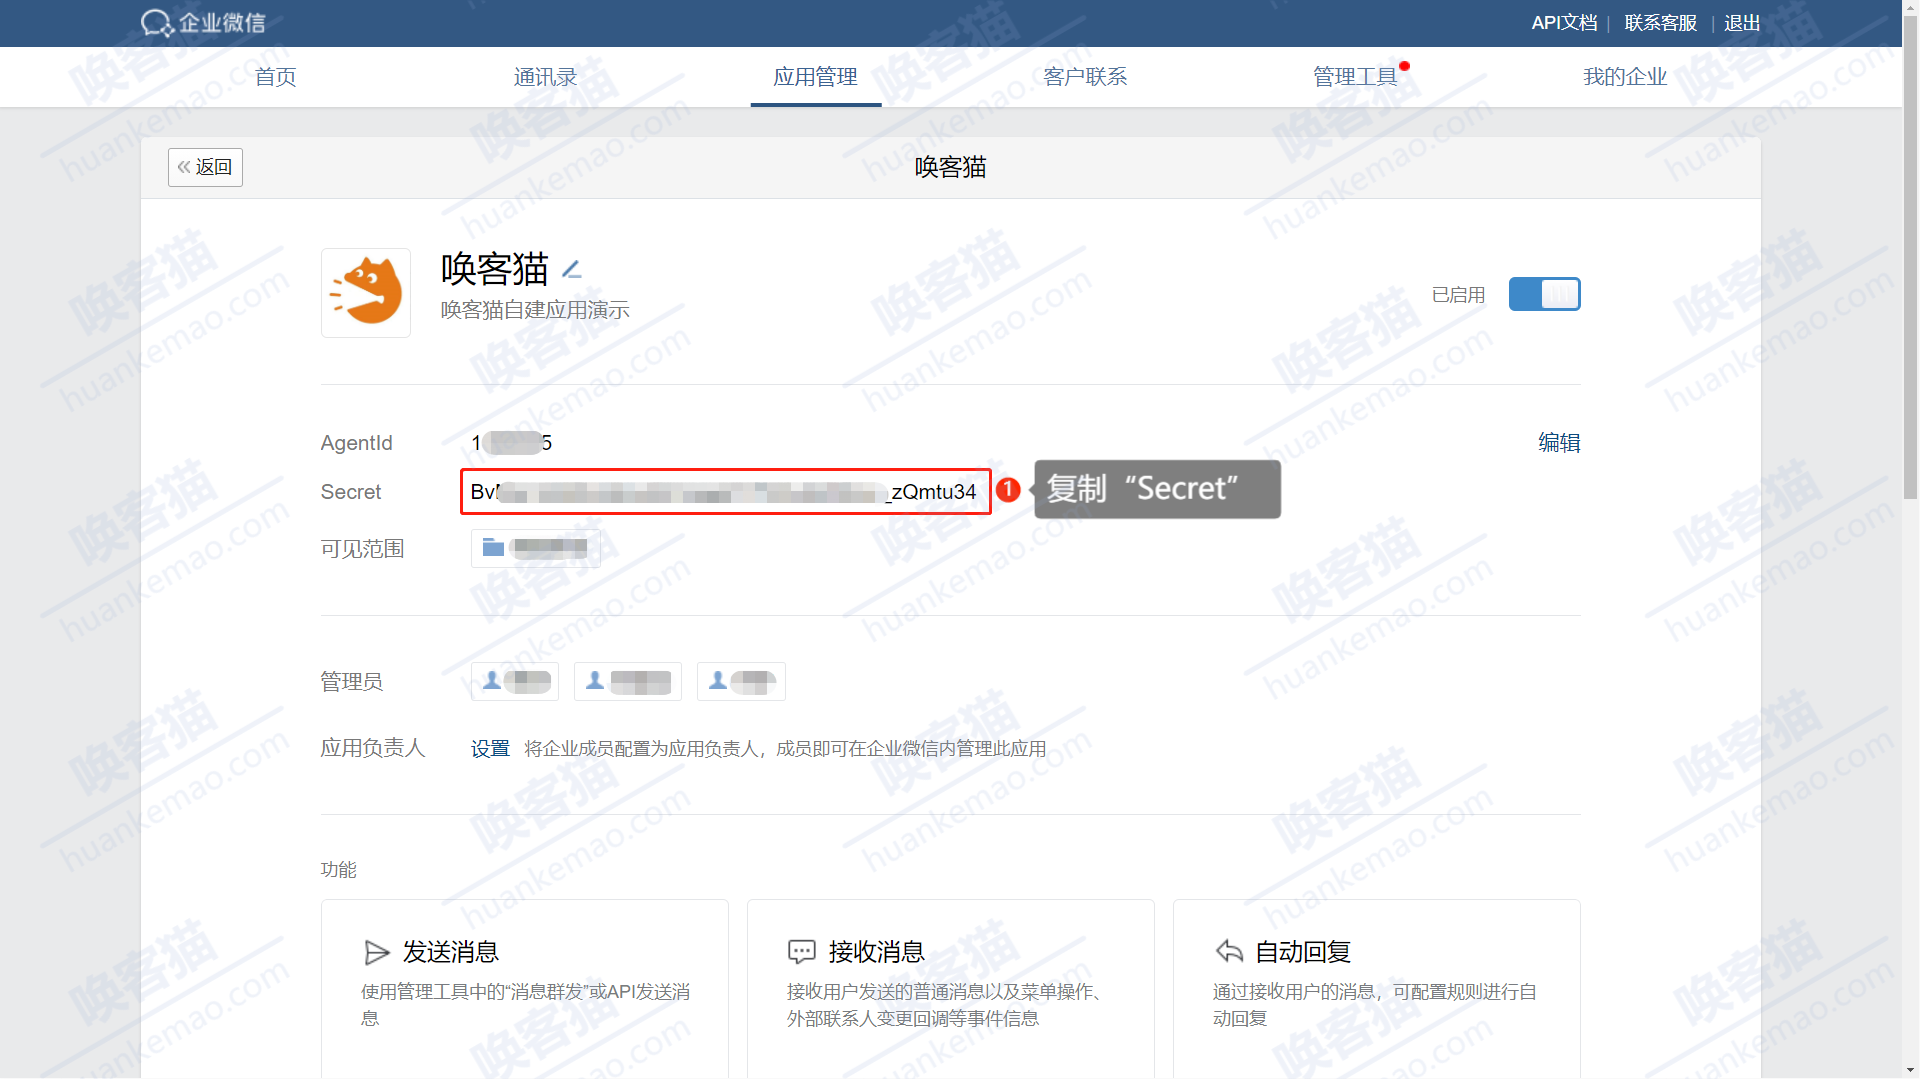 企业微信
API文档 | 联系客服 | 退出
首页 通讯录 应用管理 客户联系 管理工具 我的企业
« 返回
唤客猫
唤客猫
唤客猫自建应用演示
已启用
AgentId 1 5
编辑
Secret _zQmtu34
1 复制 “Secret”
可见范围
管理员
应用负责人 设置 将企业成员配置为应用负责人，成员即可在企业微信内管理此应用
功能
发送消息
使用管理工具中的“消息群发”或API发送消
息
接收消息
接收用户发送的普通消息以及菜单操作、
外部联系人变更回调等事件信息
自动回复
通过接收用户的消息，可配置规则进行自
动回复
唤客猫
huankemao.com